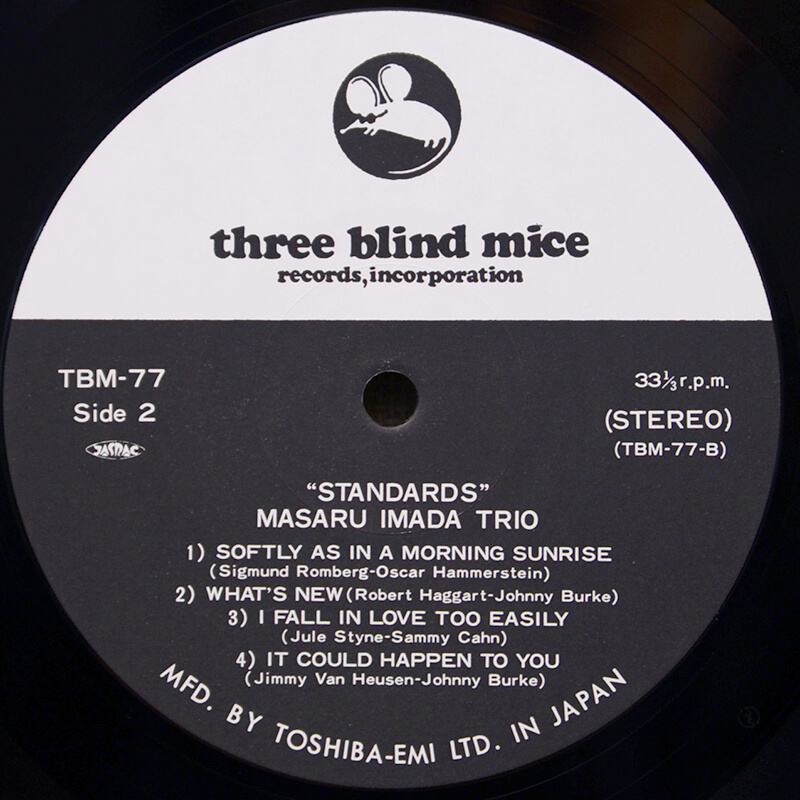 three blind mice
records, incorporation
TBM-77
Side 2
JASRAC
33⅓ r.p.m.
(STEREO)
(TBM-77-B)
“STANDARDS”
MASARU IMADA TRIO
1) SOFTLY AS IN A MORNING SUNRISE
(Sigmund Romberg-Oscar Hammerstein)
2) WHAT'S NEW (Robert Haggart-Johnny Burke)
3) I FALL IN LOVE TOO EASILY
(Jule Styne-Sammy Cahn)
4) IT COULD HAPPEN TO YOU
(Jimmy Van Heusen-Johnny Burke)
MFD. BY TOSHIBA-EMI LTD. IN JAPAN